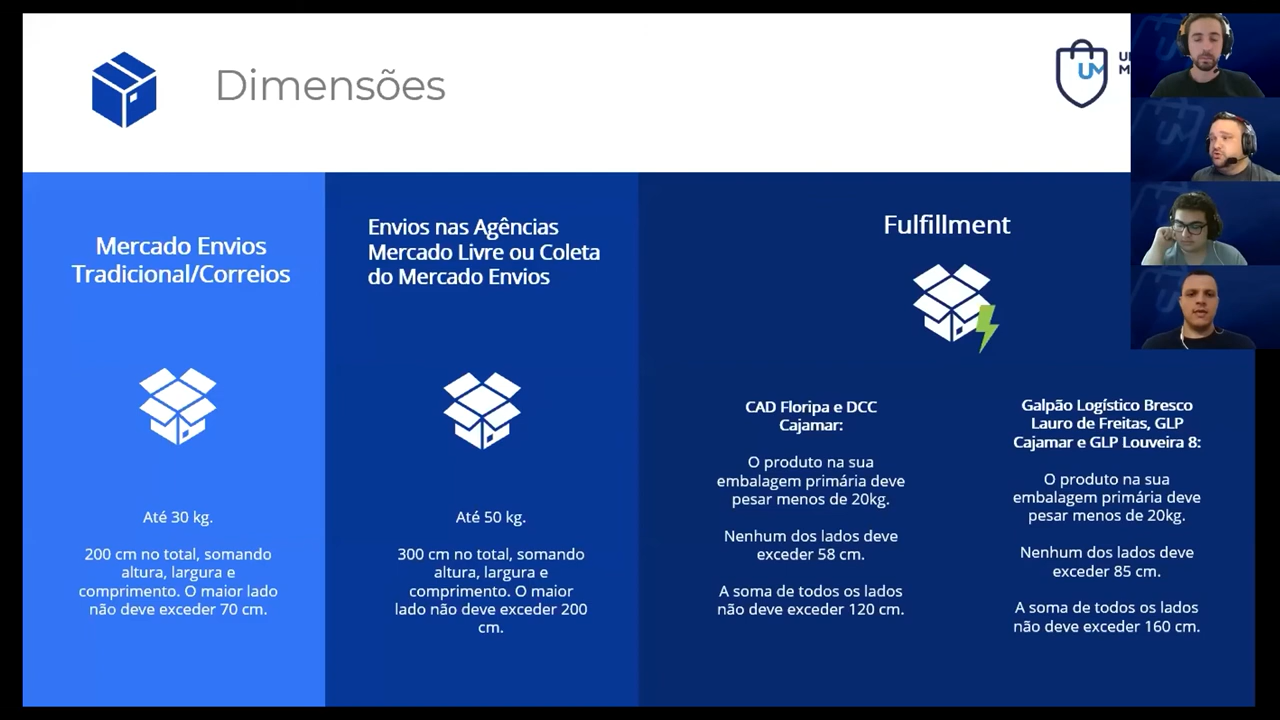 Dimensões
UM
Mercado Envios
Tradicional/Correios
Até 30 kg.
200 cm no total, somando
altura, largura e
comprimento. O maior lado
não deve exceder 70 cm.
Envios nas Agências
Mercado Livre ou Coleta
do Mercado Envios
Até 50 kg.
300 cm no total, somando
altura, largura e
comprimento. O maior
lado não deve exceder 200
cm.
Fulfillment
CAD Floripa e DCC
Cajamar:
O produto na sua
embalagem primária deve
pesar menos de 20kg.
Nenhum dos lados deve
exceder 58 cm.
A soma de todos os lados
não deve exceder 120 cm.
Galpão Logístico Bresco
Lauro de Freitas, GLP
Cajamar e GLP Louveira 8:
O produto na sua
embalagem primária deve
pesar menos de 20kg.
Nenhum dos lados deve
exceder 85 cm.
A soma de todos os lados
não deve exceder 160 cm.